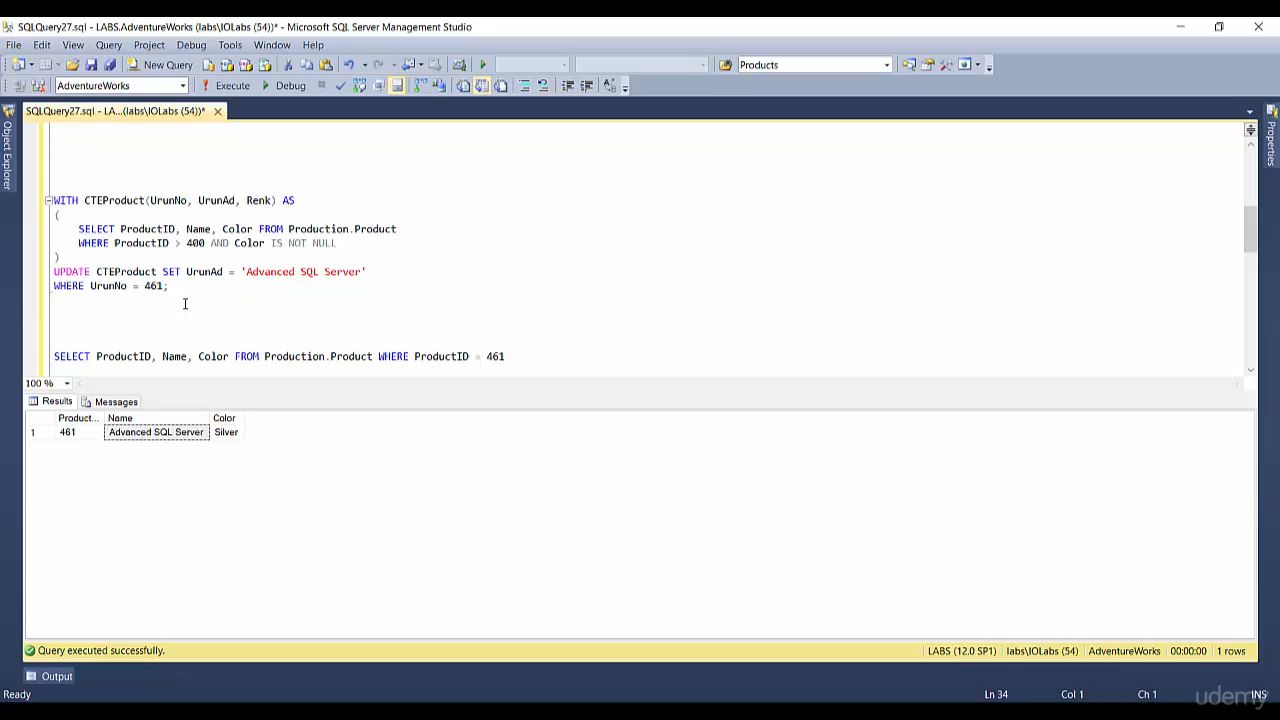 SQLQuery27.sql - LABS.AdventureWorks (labs\IOLabs (54))* - Microsoft SQL Server Management Studio
File Edit View Query Project Debug Tools Window Help
New Query Products
AdventureWorks Execute Debug
SQLQuery27.sql - LA...(labs\IOLabs (54))*
Object Explorer
Properties
WITH CTEProduct(UrunNo, UrunAd, Renk) AS
(
SELECT ProductID, Name, Color FROM Production.Product
WHERE ProductID > 400 AND Color IS NOT NULL
)
UPDATE CTEProduct SET UrunAd = 'Advanced SQL Server'
WHERE UrunNo = 461;
SELECT ProductID, Name, Color FROM Production.Product WHERE ProductID = 461
100 %
Results Messages
Product... Name Color
1 461 Advanced SQL Server Silver
Query executed successfully. LABS (12.0 SP1) labs\IOLabs (54) AdventureWorks 00:00:00 1 rows
Output
Ready Ln 34 Col 1 Ch 1 INS
udemy